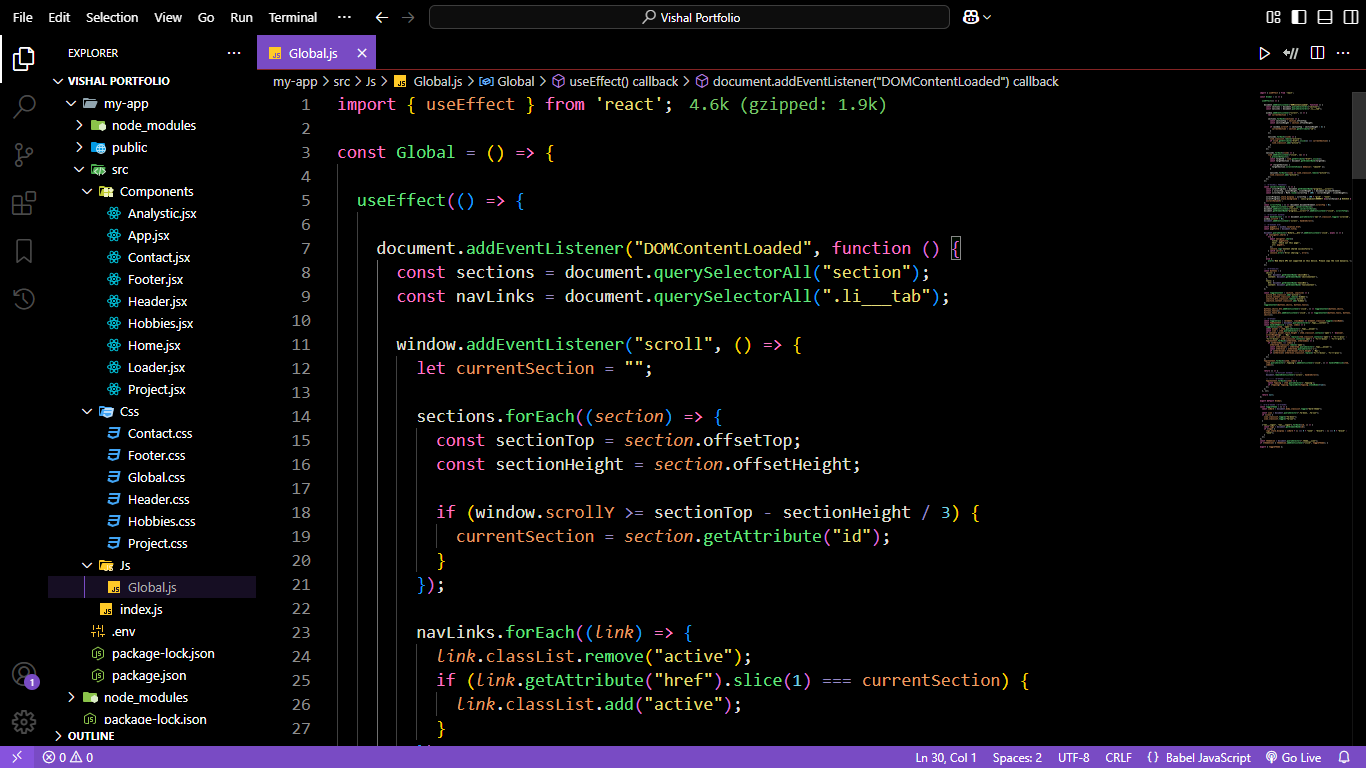 File Edit Selection View Go Run Terminal ··· Vishal Portfolio
EXPLORER ···
VISHAL PORTFOLIO
my-app
node_modules
public
src
Components
Analystic.jsx
App.jsx
Contact.jsx
Footer.jsx
Header.jsx
Hobbies.jsx
Home.jsx
Loader.jsx
Project.jsx
Css
Contact.css
Footer.css
Global.css
Header.css
Hobbies.css
Project.css
Js
JS Global.js
JS index.js
.env
package-lock.json
package.json
node_modules
package-lock.json
OUTLINE
1
JS Global.js ×
my-app > src > Js > JS Global.js > Global > useEffect() callback > document.addEventListener("DOMContentLoaded") callback
1 import { useEffect } from 'react'; 4.6k (gzipped: 1.9k)
2
3 const Global = () => {
4
5 useEffect(() => {
6
7 document.addEventListener("DOMContentLoaded", function () {
8 const sections = document.querySelectorAll("section");
9 const navLinks = document.querySelectorAll(".li___tab");
10
11 window.addEventListener("scroll", () => {
12 let currentSection = "";
13
14 sections.forEach((section) => {
15 const sectionTop = section.offsetTop;
16 const sectionHeight = section.offsetHeight;
17
18 if (window.scrollY >= sectionTop - sectionHeight / 3) {
19 currentSection = section.getAttribute("id");
20 }
21 });
22
23 navLinks.forEach((link) => {
24 link.classList.remove("active");
25 if (link.getAttribute("href").slice(1) === currentSection) {
26 link.classList.add("active");
27 }
0 0 Ln 30, Col 1 Spaces: 2 UTF-8 CRLF {} Babel JavaScript Go Live